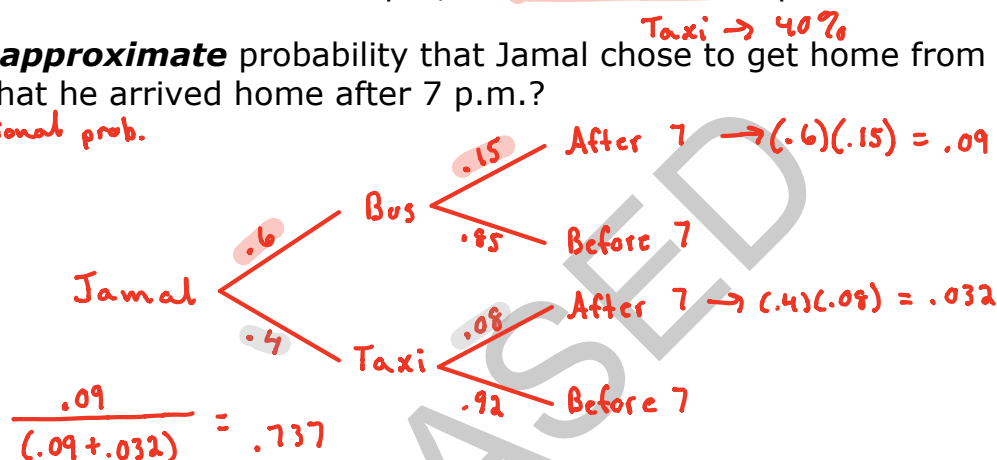 Taxi → 40%
approximate probability that Jamal chose to get home from
hat he arrived home after 7 p.m.?
ional prob.
.15 After 7 → (.6)(.15) = .09
Bus
.6 .85 Before 7
Jamal
.08 After 7 → (.4)(.08) = .032
.4
Taxi
.92 Before 7
.09
(.09+.032) = .737
ASED